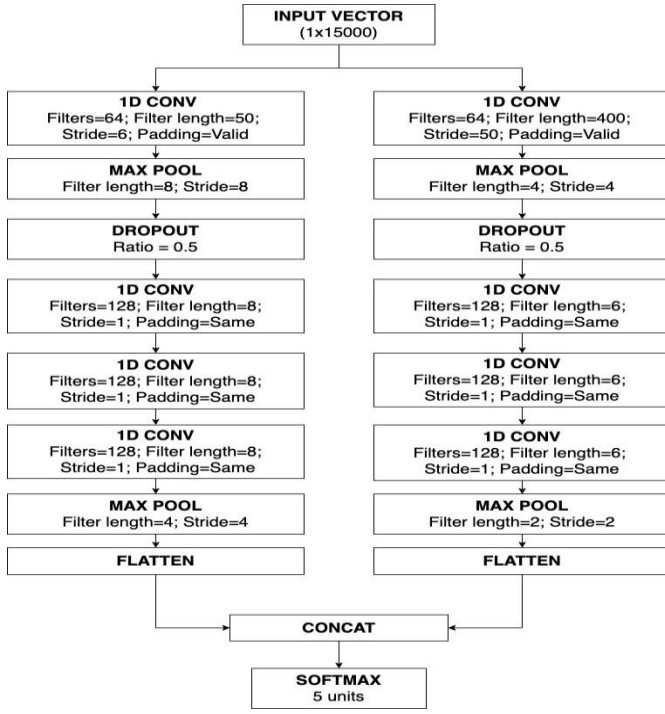 INPUT VECTOR
(1x15000)
1D CONV
Filters=64; Filter length=50;
Stride=6; Padding=Valid
MAX POOL
Filter length=8; Stride=8
DROPOUT
Ratio = 0.5
1D CONV
Filters=128; Filter length=8;
Stride=1; Padding=Same
1D CONV
Filters=128; Filter length=8;
Stride=1; Padding=Same
1D CONV
Filters=128; Filter length=8;
Stride=1; Padding=Same
MAX POOL
Filter length=4; Stride=4
FLATTEN
1D CONV
Filters=64; Filter length=400;
Stride=50; Padding=Valid
MAX POOL
Filter length=4; Stride=4
DROPOUT
Ratio = 0.5
1D CONV
Filters=128; Filter length=6;
Stride=1; Padding=Same
1D CONV
Filters=128; Filter length=6;
Stride=1; Padding=Same
1D CONV
Filters=128; Filter length=6;
Stride=1; Padding=Same
MAX POOL
Filter length=2; Stride=2
FLATTEN
CONCAT
SOFTMAX
5 units